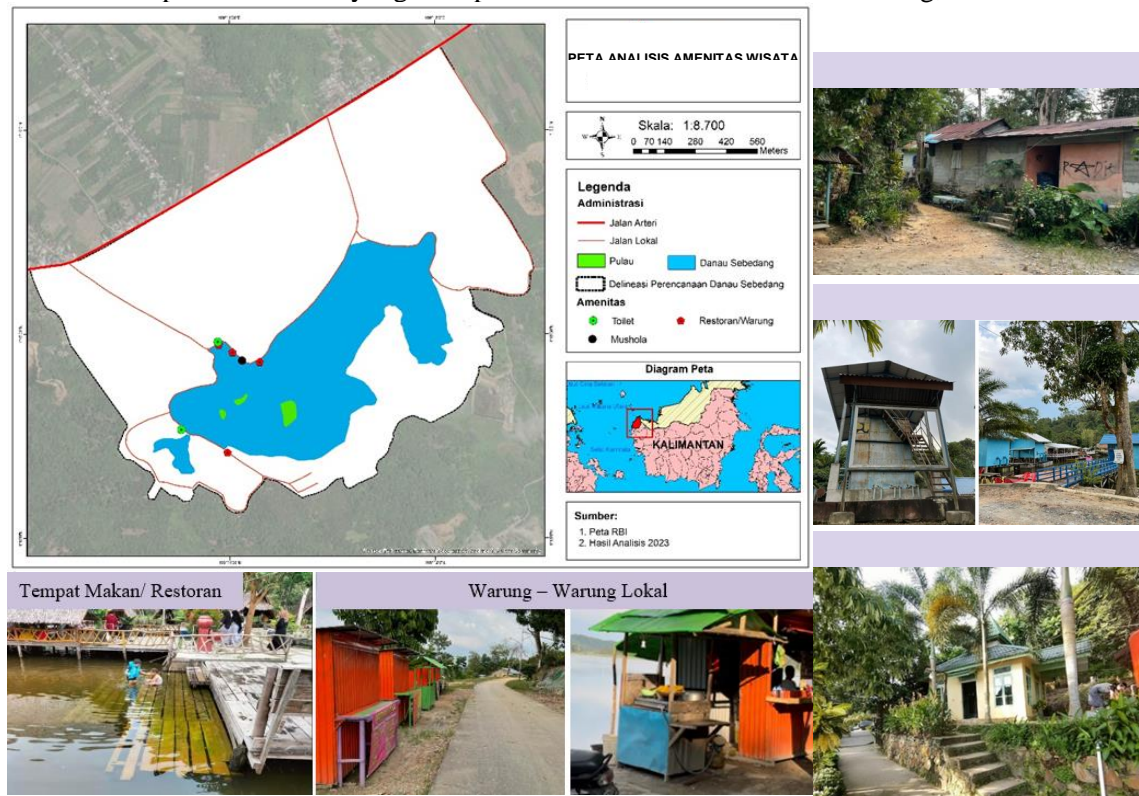 PETA ANALISIS AMENITAS WISATA
N
W
E
S
Skala: 1:8.700
0 70 140 280 420 560
Meters
Legenda
Administrasi
Jalan Arteri
Jalan Lokal
Pulau
Danau Sebedang
Delineasi Perencanaan Danau Sebedang
Amenitas
Toilet
Restoran/Warung
Mushola
Diagram Peta
KALIMANTAN
Sumber:
1. Peta RBI
2. Hasil Analisis 2023
Tempat Makan/ Restoran
Warung – Warung Lokal